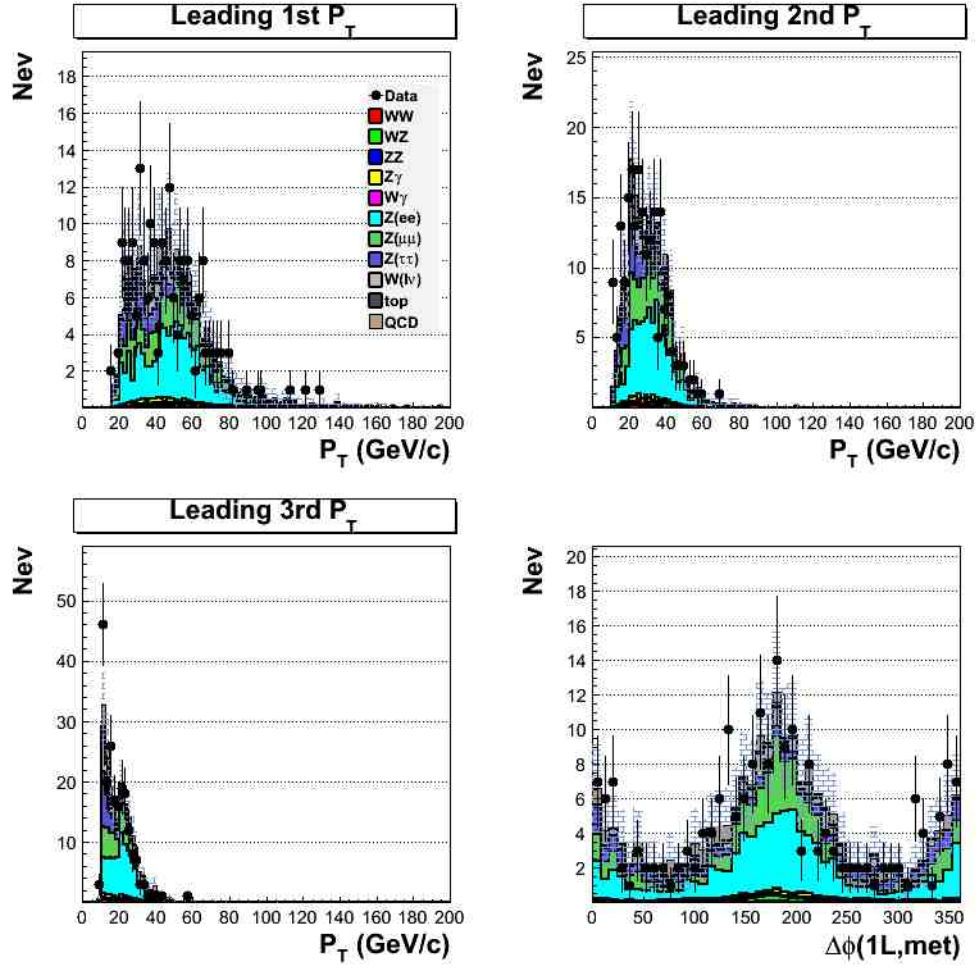 Leading 1st P_T
Nev
18
16
14
12
10
8
6
4
2
0 20 40 60 80 100 120 140 160 180 200
P_T (GeV/c)
Data
WW
WZ
ZZ
Zγ
Wγ
Z(ee)
Z(μμ)
Z(ττ)
W(lν)
top
QCD
Leading 2nd P_T
Nev
25
20
15
10
5
0 20 40 60 80 100 120 140 160 180 200
P_T (GeV/c)
Leading 3rd P_T
Nev
50
40
30
20
10
0 20 40 60 80 100 120 140 160 180 200
P_T (GeV/c)
Nev
20
18
16
14
12
10
8
6
4
2
0 50 100 150 200 250 300 350
Δϕ(1L,met)